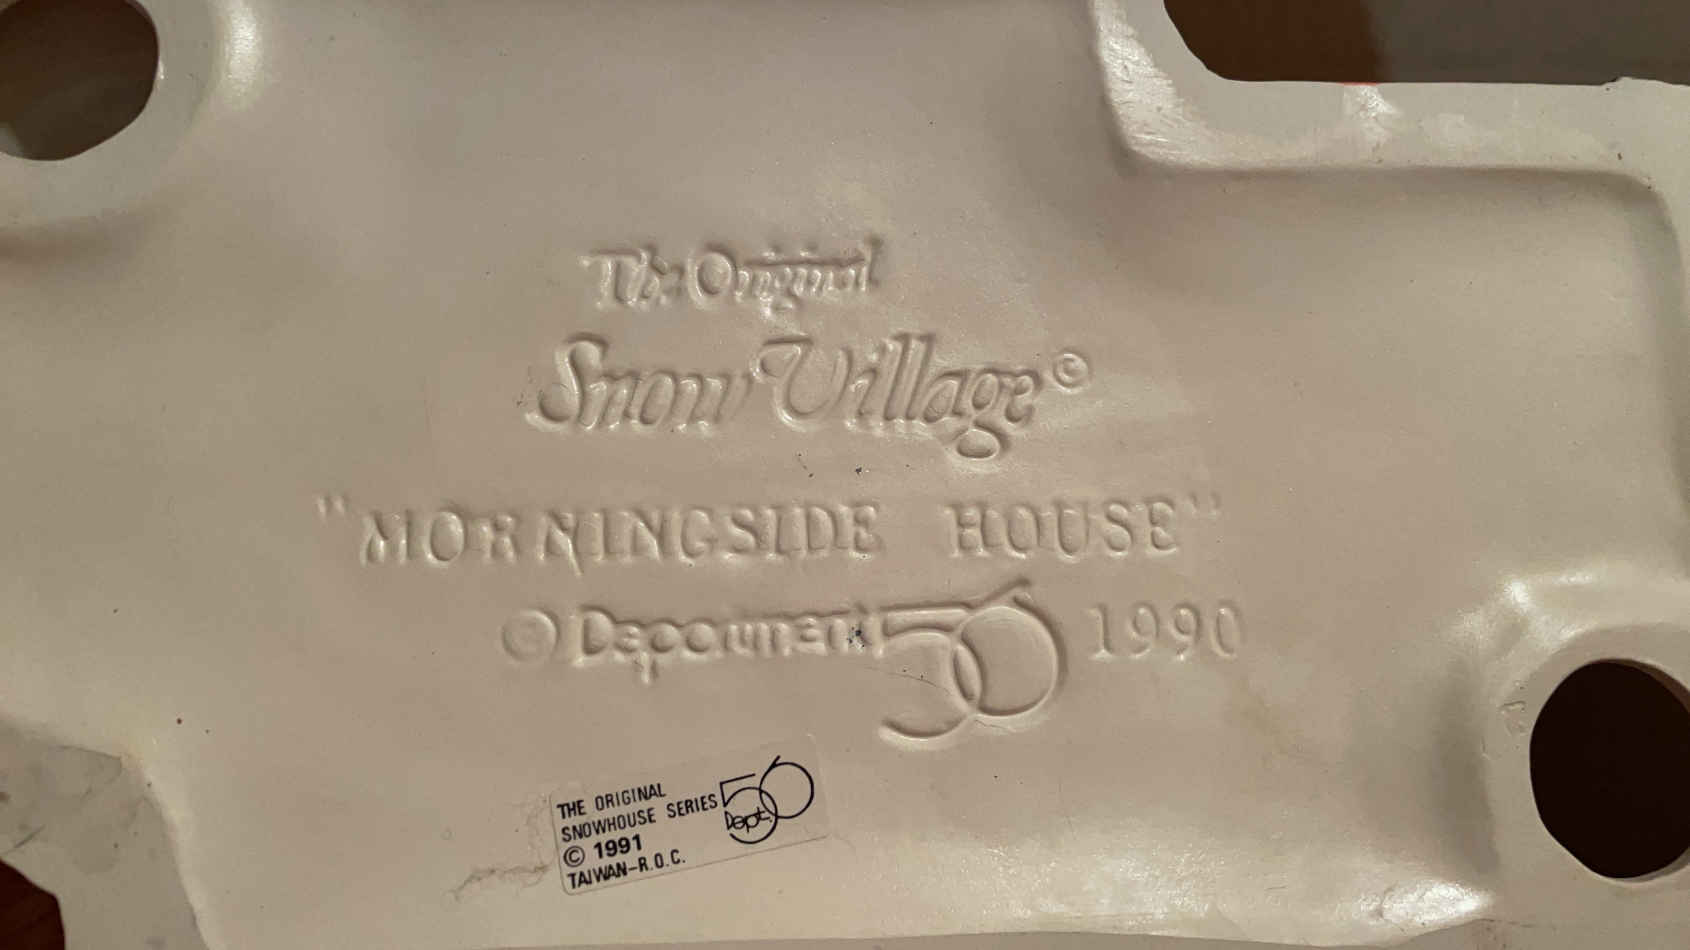 The Original
Snow Village©
"MORNINGSIDE HOUSE"
© Department 56 1990
THE ORIGINAL
SNOWHOUSE SERIES
© 1991
TAIWAN-R.O.C.
56
Dept.